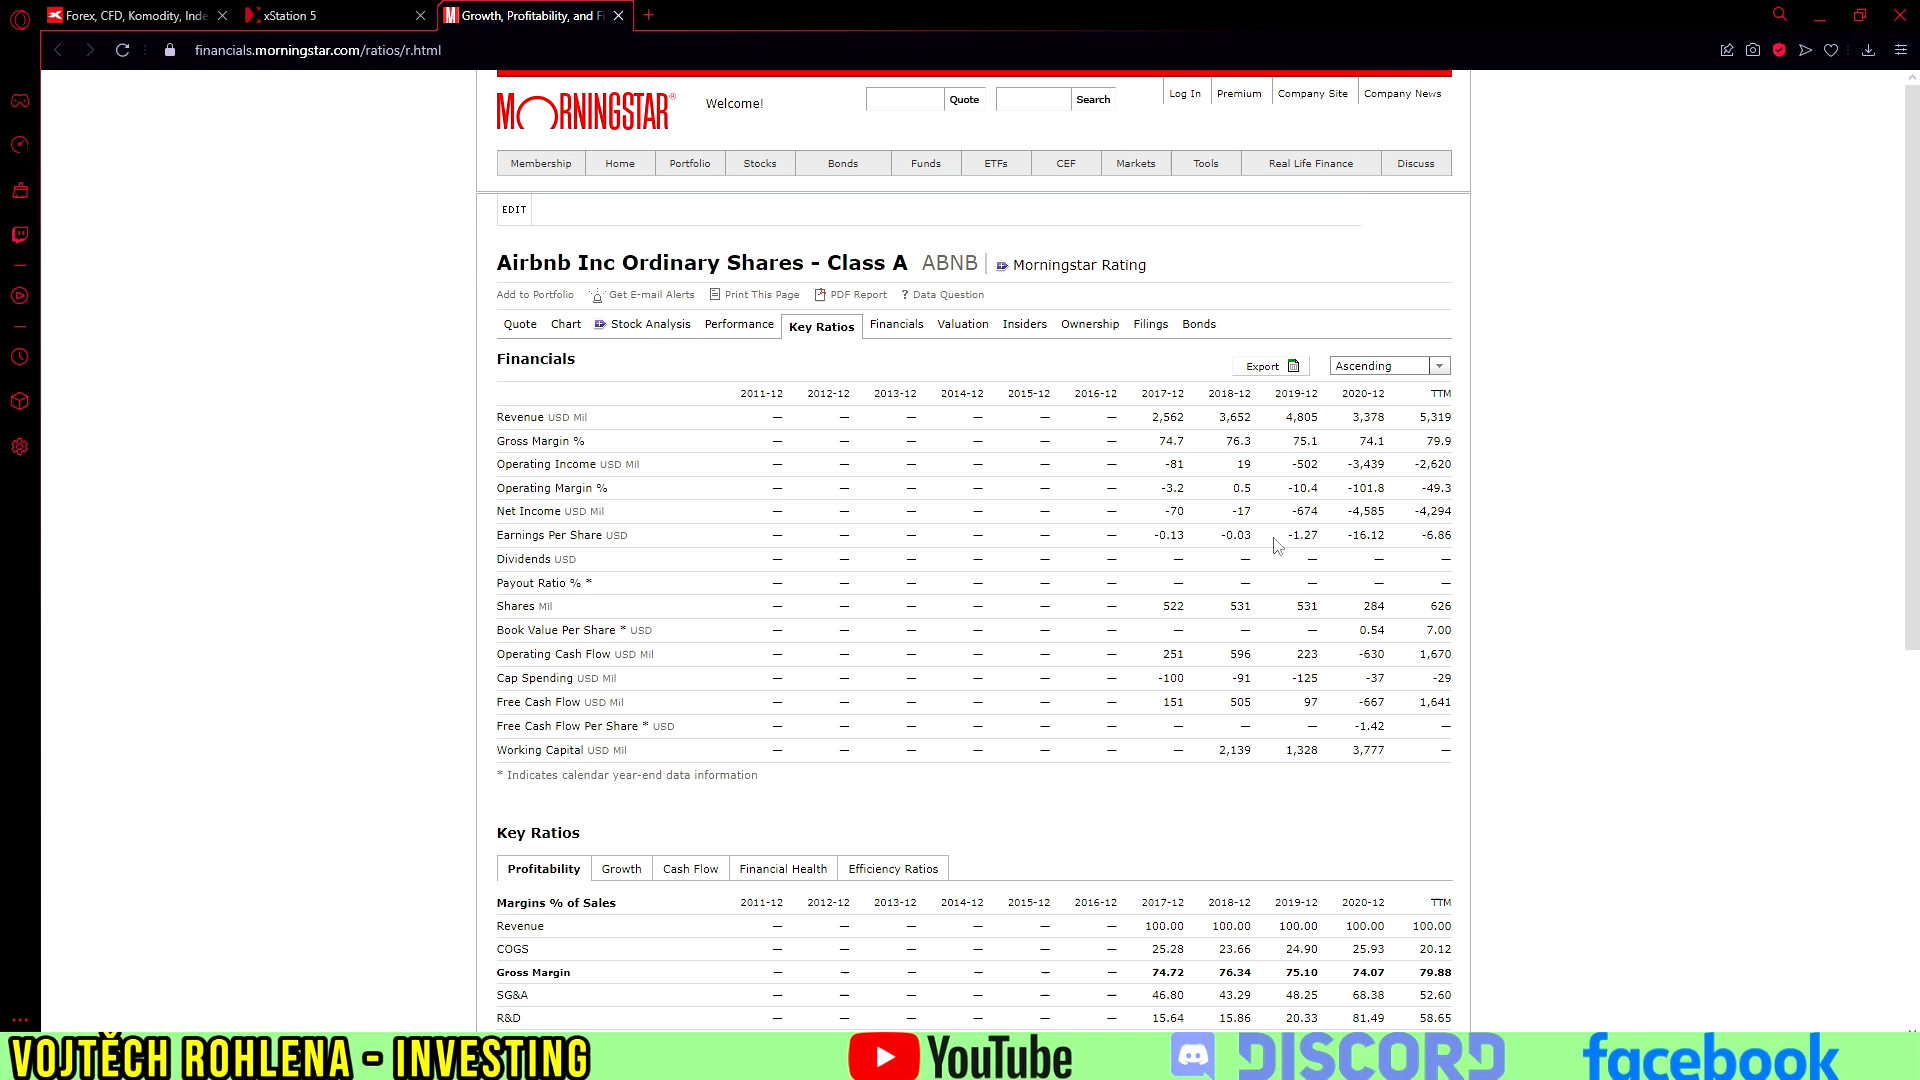 Forex, CFD, Komodity, Inde
xStation 5
Growth, Profitability, and Fi
financials.morningstar.com/ratios/r.html
MORNINGSTAR® Welcome! Quote Search Log In Premium Company Site Company News
Membership Home Portfolio Stocks Bonds Funds ETFs CEF Markets Tools Real Life Finance Discuss
EDIT
Airbnb Inc Ordinary Shares - Class A ABNB Morningstar Rating
Add to Portfolio Get E-mail Alerts Print This Page PDF Report ? Data Question
Quote Chart Stock Analysis Performance Key Ratios Financials Valuation Insiders Ownership Filings Bonds
Financials
Export Ascending
2011-12 2012-12 2013-12 2014-12 2015-12 2016-12 2017-12 2018-12 2019-12 2020-12 TTM
Revenue USD Mil — — — — — — 2,562 3,652 4,805 3,378 5,319
Gross Margin % — — — — — — 74.7 76.3 75.1 74.1 79.9
Operating Income USD Mil — — — — — — -81 19 -502 -3,439 -2,620
Operating Margin % — — — — — — -3.2 0.5 -10.4 -101.8 -49.3
Net Income USD Mil — — — — — — -70 -17 -674 -4,585 -4,294
Earnings Per Share USD — — — — — — -0.13 -0.03 -1.27 -16.12 -6.86
Dividends USD — — — — — — — — — — —
Payout Ratio % * — — — — — — — — — — —
Shares Mil — — — — — — 522 531 531 284 626
Book Value Per Share * USD — — — — — — — — — 0.54 7.00
Operating Cash Flow USD Mil — — — — — — 251 596 223 -630 1,670
Cap Spending USD Mil — — — — — — -100 -91 -125 -37 -29
Free Cash Flow USD Mil — — — — — — 151 505 97 -667 1,641
Free Cash Flow Per Share * USD — — — — — — — — — -1.42 —
Working Capital USD Mil — — — — — — — 2,139 1,328 3,777 —
* Indicates calendar year-end data information
Key Ratios
Profitability Growth Cash Flow Financial Health Efficiency Ratios
Margins % of Sales 2011-12 2012-12 2013-12 2014-12 2015-12 2016-12 2017-12 2018-12 2019-12 2020-12 TTM
Revenue — — — — — — 100.00 100.00 100.00 100.00 100.00
COGS — — — — — — 25.28 23.66 24.90 25.93 20.12
Gross Margin — — — — — — 74.72 76.34 75.10 74.07 79.88
SG&A — — — — — — 46.80 43.29 48.25 68.38 52.60
R&D — — — — — — 15.64 15.86 20.33 81.49 58.65
VOJTĚCH ROHLENA - INVESTING YouTube DISCORD facebook